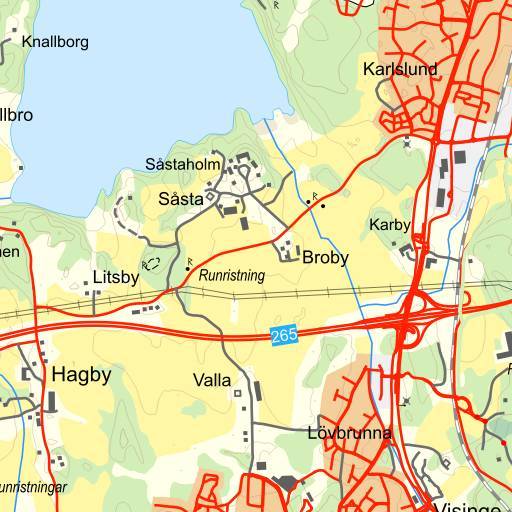 Knallborg
Karlslund
llbro
Såstaholm
Såsta
Karby
Broby
Litsby
Runristning
265
Hagby
Valla
Lövbrunna
unristningar
Visinge